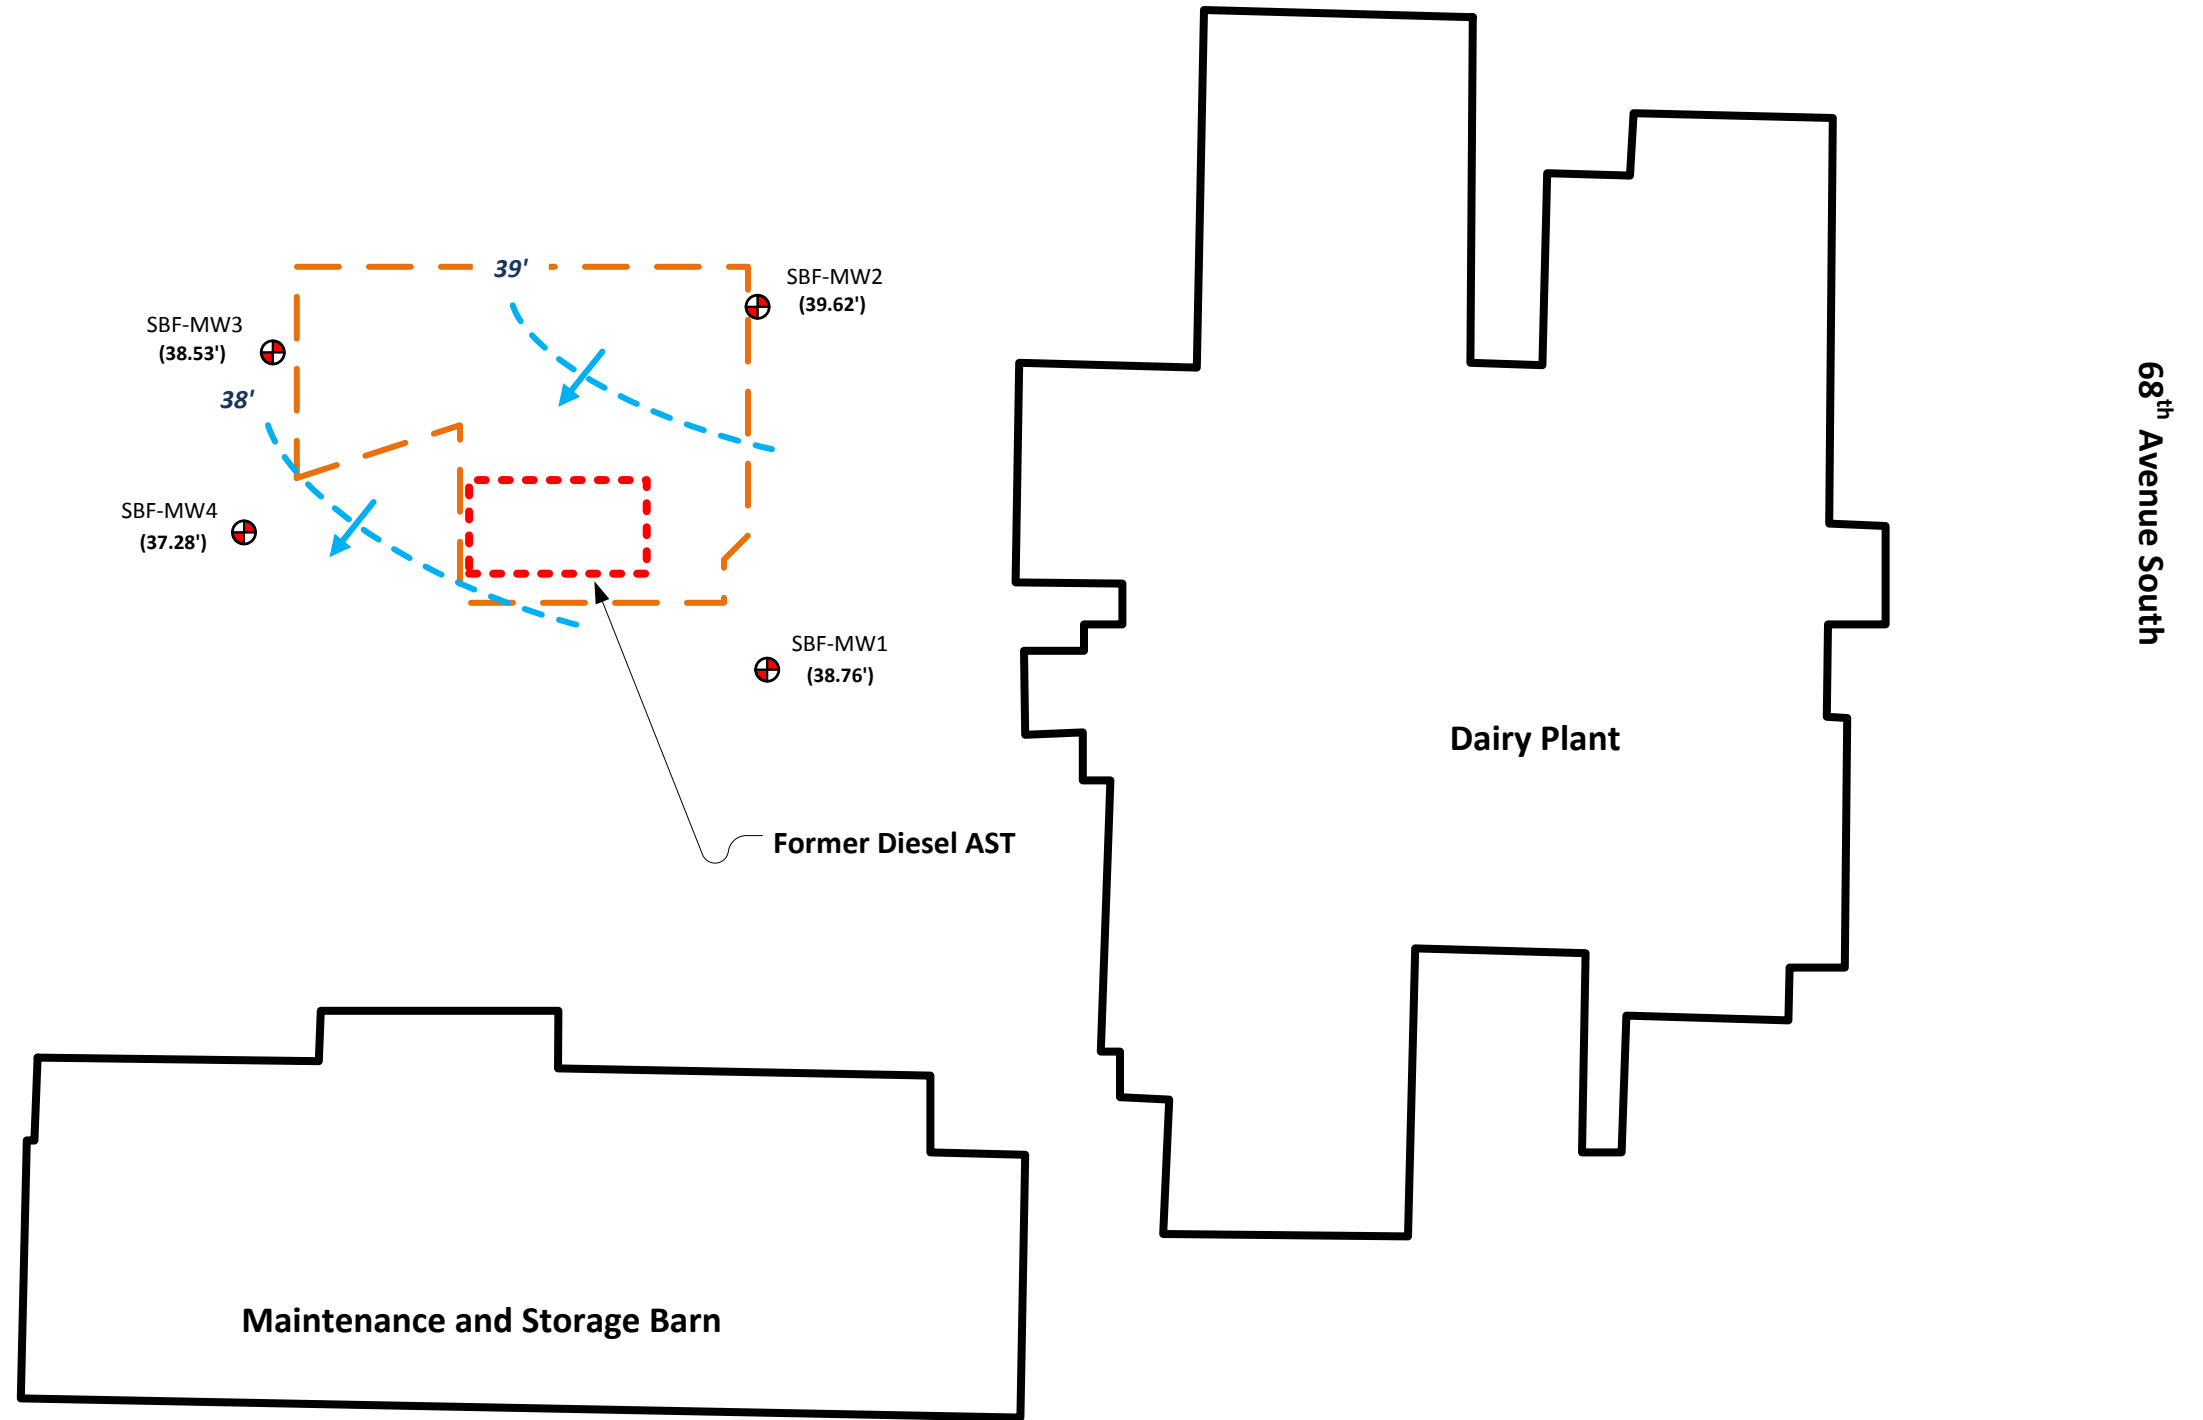 39'
SBF-MW2
(39.62')
SBF-MW3
(38.53')
38'
SBF-MW4
(37.28')
SBF-MW1
(38.76')
Former Diesel AST
Dairy Plant
68th Avenue South
Maintenance and Storage Barn